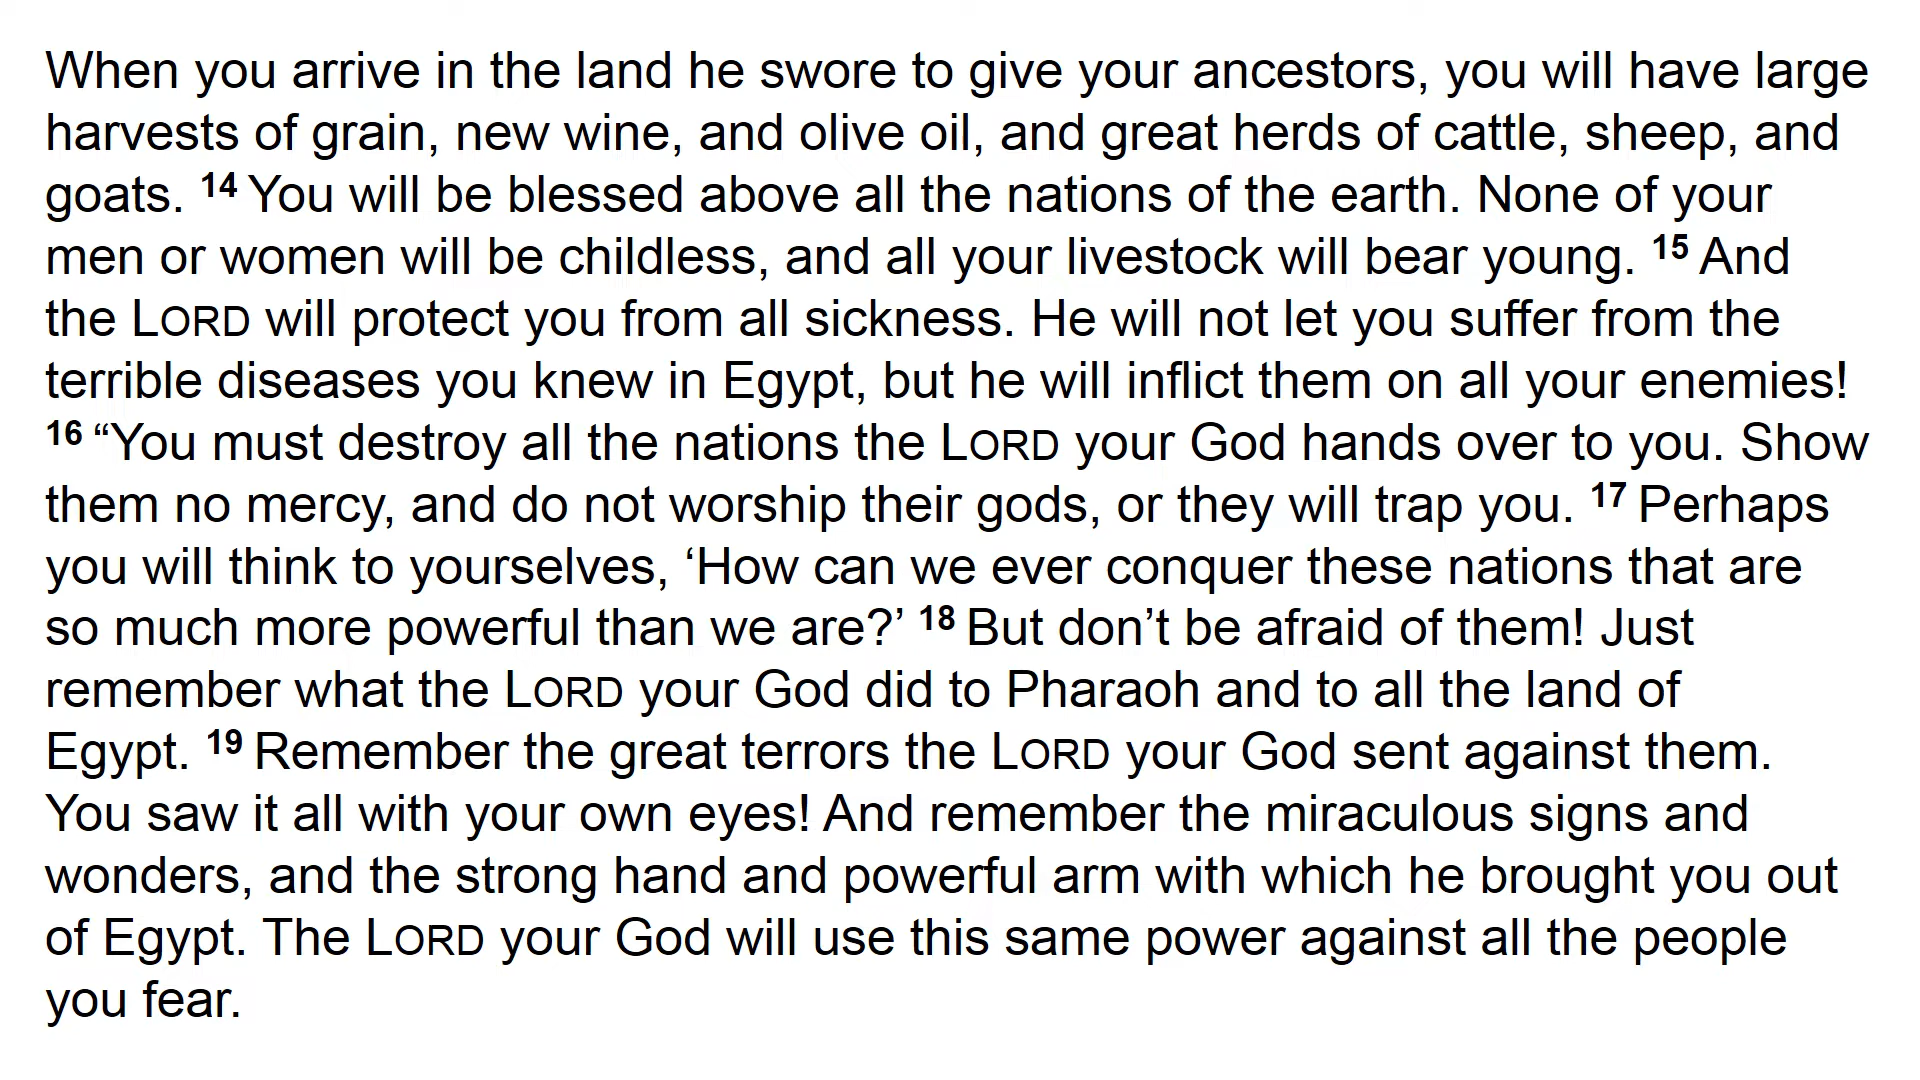 When you arrive in the land he swore to give your ancestors, you will have large
harvests of grain, new wine, and olive oil, and great herds of cattle, sheep, and
goats. 14 You will be blessed above all the nations of the earth. None of your
men or women will be childless, and all your livestock will bear young. 15 And
the LORD will protect you from all sickness. He will not let you suffer from the
terrible diseases you knew in Egypt, but he will inflict them on all your enemies!
16 “You must destroy all the nations the LORD your God hands over to you. Show
them no mercy, and do not worship their gods, or they will trap you. 17 Perhaps
you will think to yourselves, ‘How can we ever conquer these nations that are
so much more powerful than we are?’ 18 But don’t be afraid of them! Just
remember what the LORD your God did to Pharaoh and to all the land of
Egypt. 19 Remember the great terrors the LORD your God sent against them.
You saw it all with your own eyes! And remember the miraculous signs and
wonders, and the strong hand and powerful arm with which he brought you out
of Egypt. The LORD your God will use this same power against all the people
you fear.